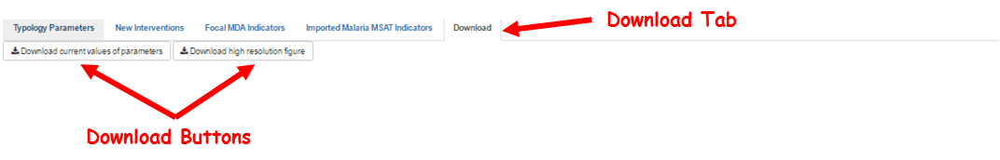 Download Tab
Typology Parameters New Interventions Focal MDA Indicators Imported Malaria MSAT Indicators Download
Download current values of parameters Download high resolution figure
Download Buttons